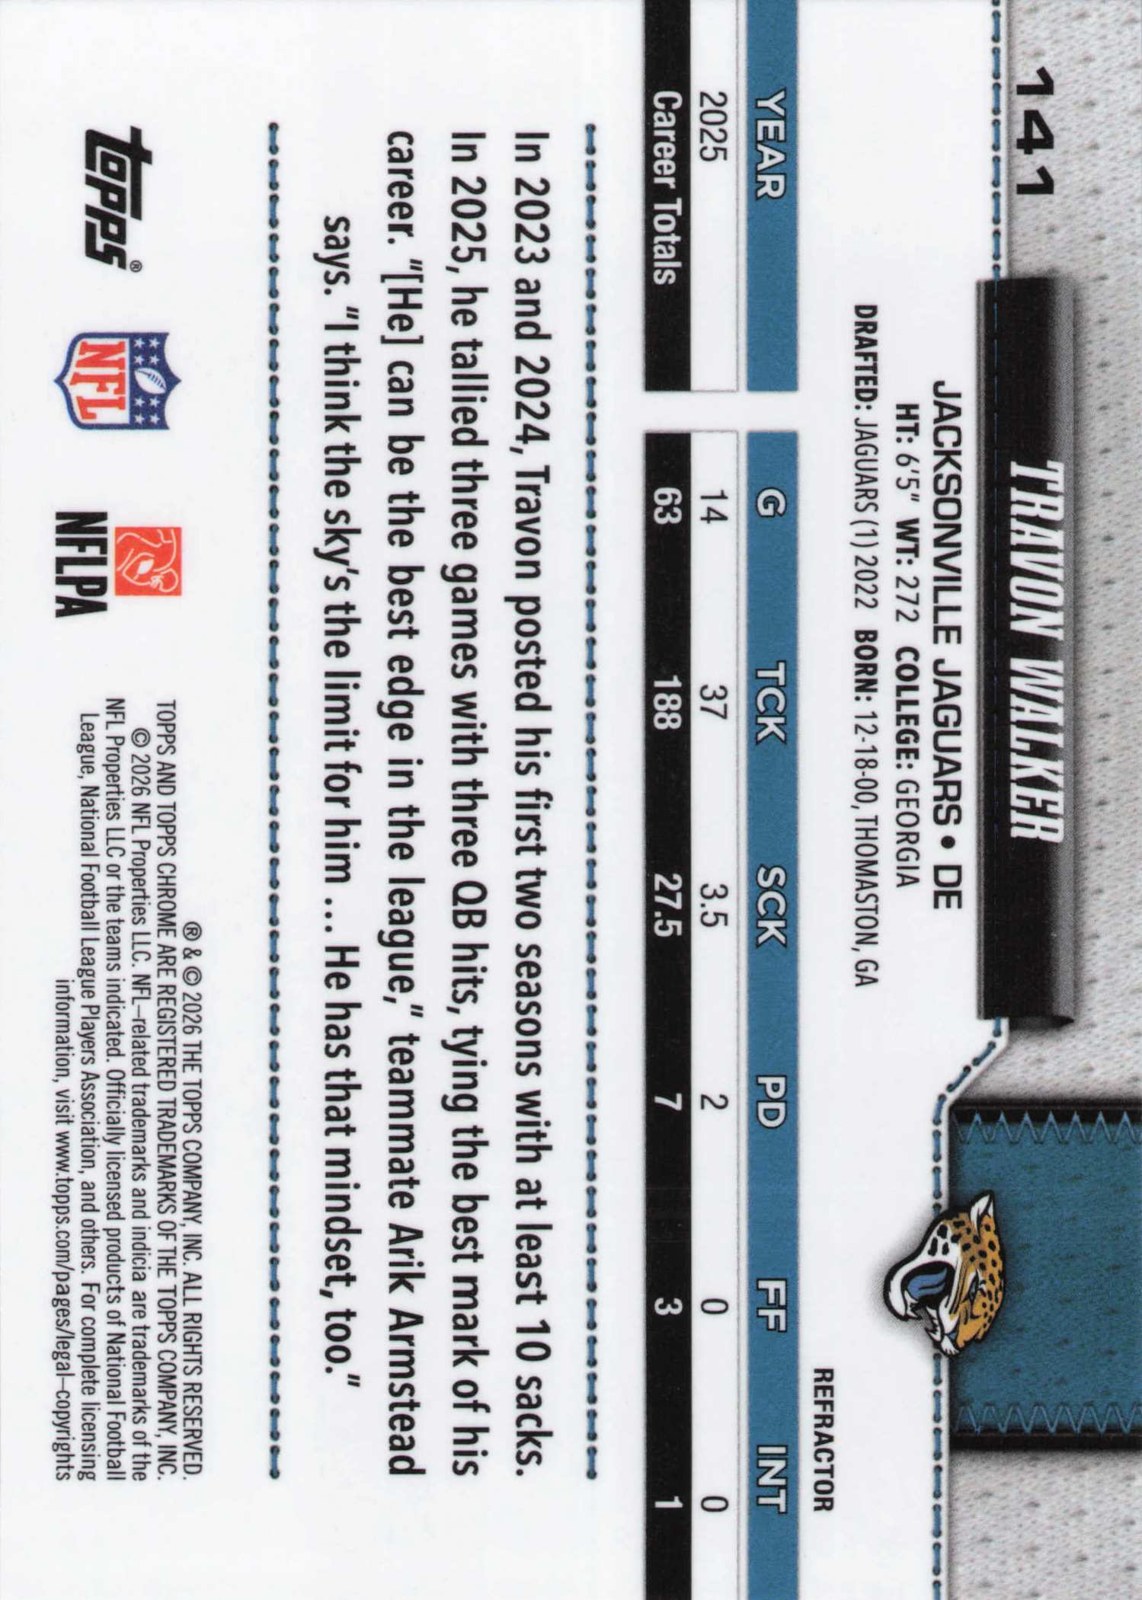 141
TRAVON WALKER
JACKSONVILLE JAGUARS • DE
HT: 6'5" WT: 272 COLLEGE: GEORGIA
DRAFTED: JAGUARS (1) 2022 BORN: 12-18-00, THOMASTON, GA
REFRACTOR
YEAR G TCK SCK PD FF INT
2025 14 37 3.5 2 0 0
Career Totals 63 188 27.5 7 3 1
In 2023 and 2024, Travon posted his first two seasons with at least 10 sacks.
In 2025, he tallied three games with three QB hits, tying the best mark of his
career. "[He] can be the best edge in the league," teammate Arik Armstead
says. "I think the sky's the limit for him ... He has that mindset, too."
topps®
NFL
NFLPA
® & © 2026 THE TOPPS COMPANY, INC. ALL RIGHTS RESERVED.
TOPPS AND TOPPS CHROME ARE REGISTERED TRADEMARKS OF THE TOPPS COMPANY, INC.
© 2026 NFL Properties LLC. NFL–related trademarks and indicia are trademarks of the
NFL Properties LLC or the teams indicated. Officially licensed products of National Football
League, National Football League Players Association, and others. For complete licensing
information, visit www.topps.com/pages/legal–copyrights